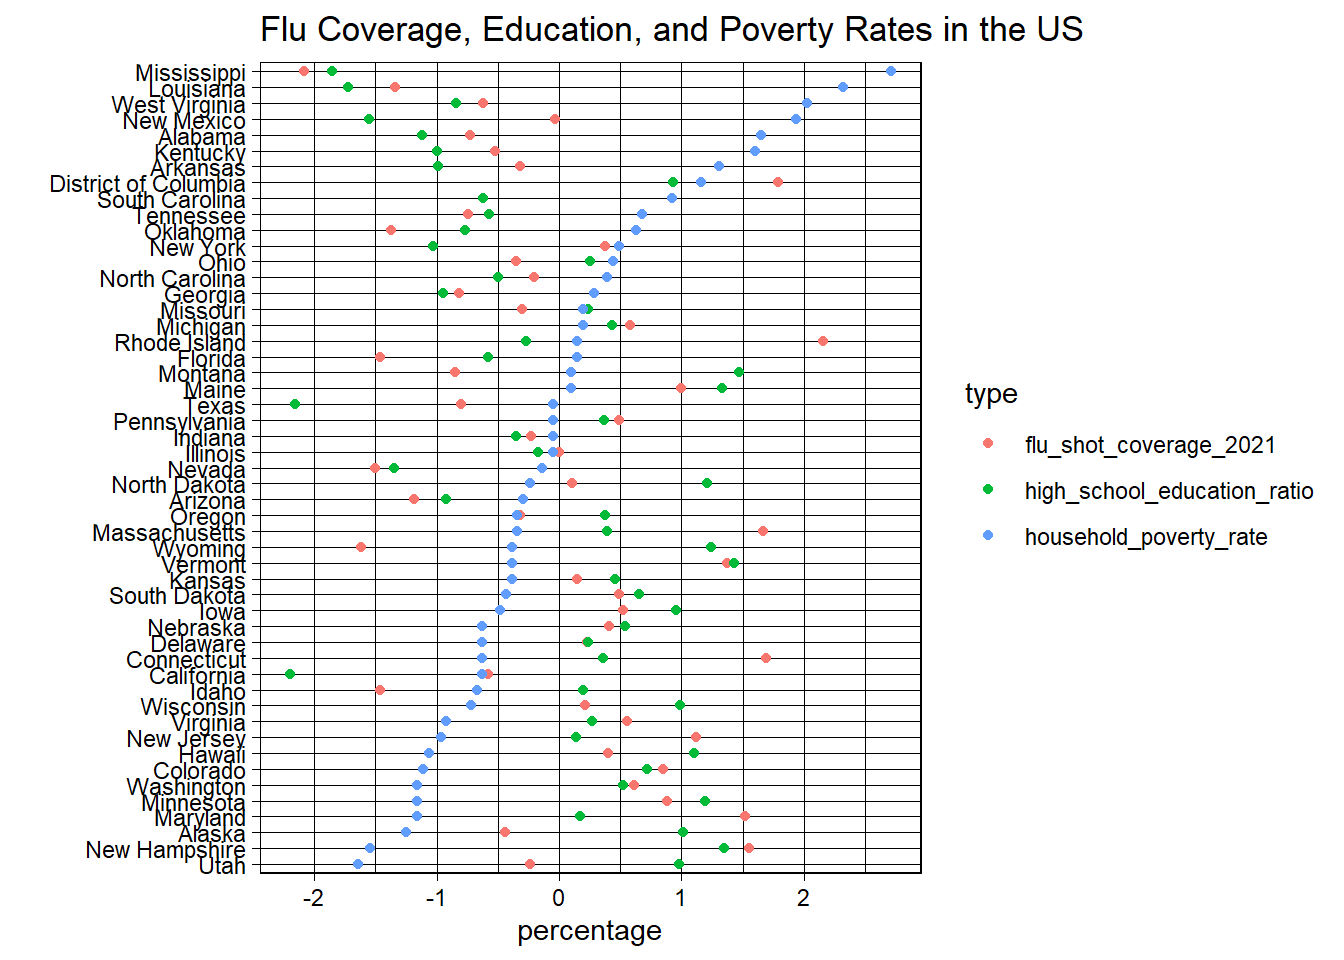 Flu Coverage, Education, and Poverty Rates in the US
Mississippi
Louisiana
West Virginia
New Mexico
Alabama
Kentucky
Arkansas
District of Columbia
South Carolina
Tennessee
Oklahoma
New York
Ohio
North Carolina
Georgia
Missouri
Michigan
Rhode Island
Florida
Montana
Maine
Texas
Pennsylvania
Indiana
Illinois
Nevada
North Dakota
Arizona
Oregon
Massachusetts
Wyoming
Vermont
Kansas
South Dakota
Iowa
Nebraska
Delaware
Connecticut
California
Idaho
Wisconsin
Virginia
New Jersey
Hawaii
Colorado
Washington
Minnesota
Maryland
Alaska
New Hampshire
Utah
-2 -1 0 1 2
percentage
type
flu_shot_coverage_2021
high_school_education_ratio
household_poverty_rate